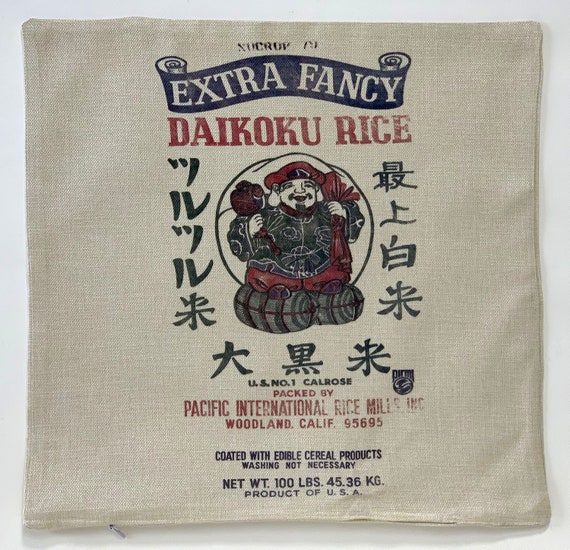 EXTRA FANCY
DAIKOKU RICE
ツルツル米
最上白米
大黒米
U.S. NO.1 CALROSE
PACKED BY
PACIFIC INTERNATIONAL RICE MILLS INC
WOODLAND, CALIF. 95695
COATED WITH EDIBLE CEREAL PRODUCTS
WASHING NOT NECESSARY
NET WT. 100 LBS. 45.36 KG.
PRODUCT OF U.S.A.